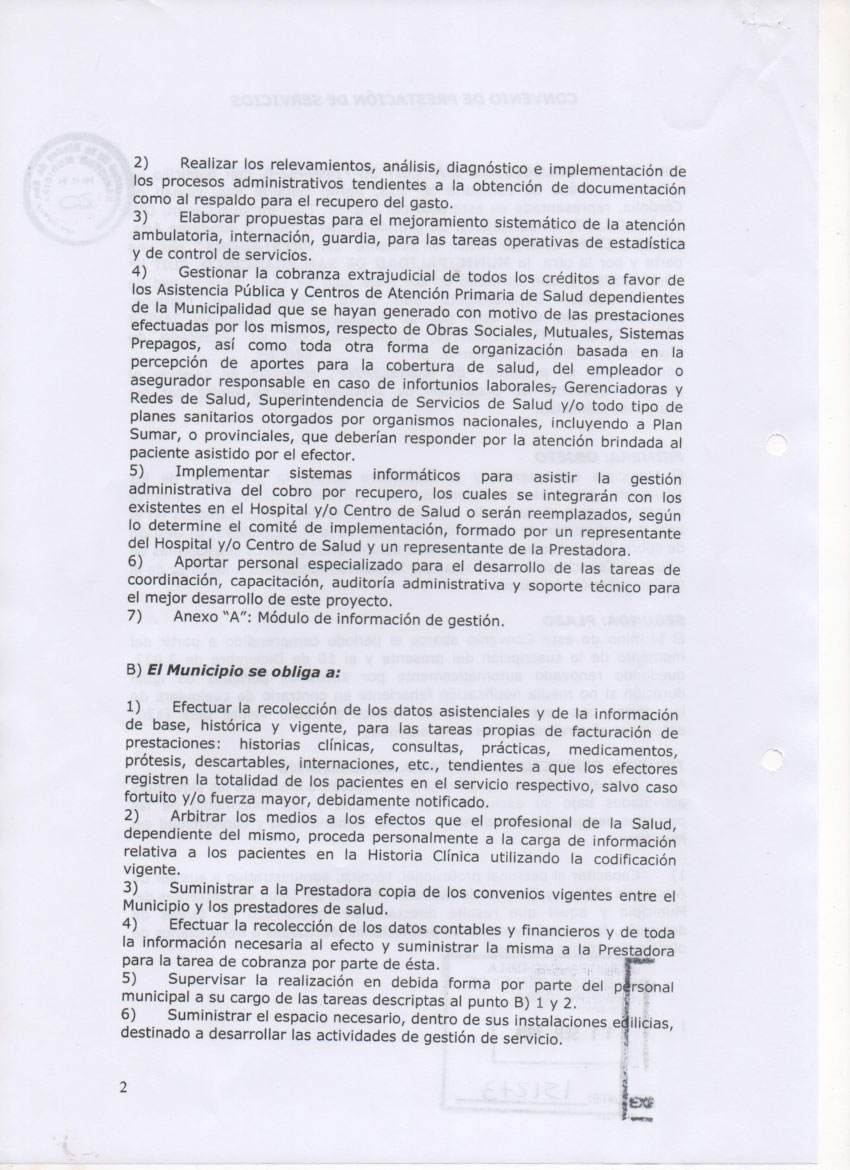 2) Realizar los relevamientos, análisis, diagnóstico e implementación de
los procesos administrativos tendientes a la obtención de documentación
como al respaldo para el recupero del gasto.
3) Elaborar propuestas para el mejoramiento sistemático de la atención
ambulatoria, internación, guardia, para las tareas operativas de estadística
y de control de servicios.
4) Gestionar la cobranza extrajudicial de todos los créditos a favor de
los Asistencia Pública y Centros de Atención Primaria de Salud dependientes
de la Municipalidad que se hayan generado con motivo de las prestaciones
efectuadas por los mismos, respecto de Obras Sociales, Mutuales, Sistemas
Prepagos, así como toda otra forma de organización basada en la
percepción de aportes para la cobertura de salud, del empleador o
asegurador responsable en caso de infortunios laborales, Gerenciadoras y
Redes de Salud, Superintendencia de Servicios de Salud y/o todo tipo de
planes sanitarios otorgados por organismos nacionales, incluyendo a Plan
Sumar, o provinciales, que deberían responder por la atención brindada al
paciente asistido por el efector.
5) Implementar sistemas informáticos para asistir la gestión
administrativa del cobro por recupero, los cuales se integrarán con los
existentes en el Hospital y/o Centro de Salud o serán reemplazados, según
lo determine el comité de implementación, formado por un representante
del Hospital y/o Centro de Salud y un representante de la Prestadora.
6) Aportar personal especializado para el desarrollo de las tareas de
coordinación, capacitación, auditoría administrativa y soporte técnico para
el mejor desarrollo de este proyecto.
7) Anexo "A": Módulo de información de gestión.
B) El Municipio se obliga a:
1) Efectuar la recolección de los datos asistenciales y de la información
de base, histórica y vigente, para las tareas propias de facturación de
prestaciones: historias clínicas, consultas, prácticas, medicamentos,
prótesis, descartables, internaciones, etc., tendientes a que los efectores
registren la totalidad de los pacientes en el servicio respectivo, salvo caso
fortuito y/o fuerza mayor, debidamente notificado.
2) Arbitrar los medios a los efectos que el profesional de la Salud,
dependiente del mismo, proceda personalmente a la carga de información
relativa a los pacientes en la Historia Clínica utilizando la codificación
vigente.
3) Suministrar a la Prestadora copia de los convenios vigentes entre el
Municipio y los prestadores de salud.
4) Efectuar la recolección de los datos contables y financieros y de toda
la información necesaria al efecto y suministrar la misma a la Prestadora
para la tarea de cobranza por parte de ésta.
5) Supervisar la realización en debida forma por parte del personal
municipal a su cargo de las tareas descriptas al punto B) 1 y 2.
6) Suministrar el espacio necesario, dentro de sus instalaciones edilicias,
destinado a desarrollar las actividades de gestión de servicio.
2
EXP